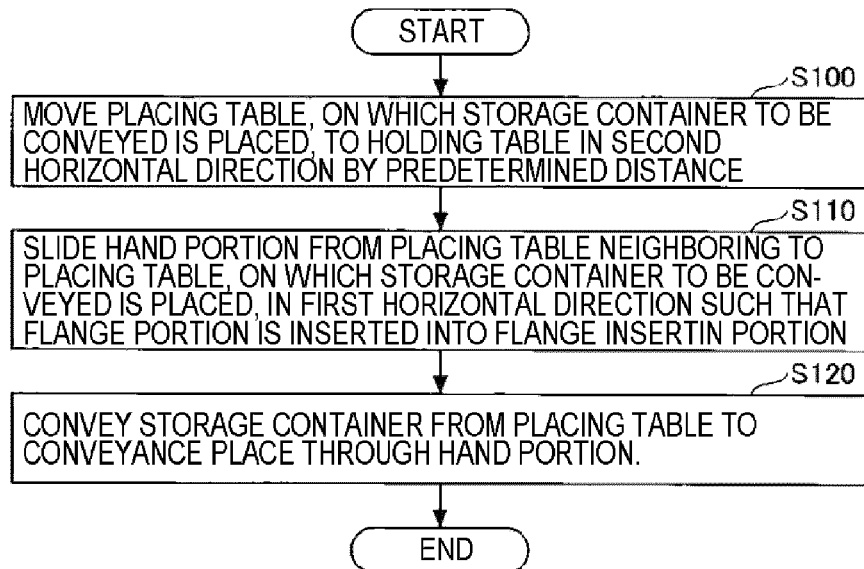 START
S100
MOVE PLACING TABLE, ON WHICH STORAGE CONTAINER TO BE
CONVEYED IS PLACED, TO HOLDING TABLE IN SECOND
HORIZONTAL DIRECTION BY PREDETERMINED DISTANCE
S110
SLIDE HAND PORTION FROM PLACING TABLE NEIGHBORING TO
PLACING TABLE, ON WHICH STORAGE CONTAINER TO BE CON-
VEYED IS PLACED, IN FIRST HORIZONTAL DIRECTION SUCH THAT
FLANGE PORTION IS INSERTED INTO FLANGE INSERTIN PORTION
S120
CONVEY STORAGE CONTAINER FROM PLACING TABLE TO
CONVEYANCE PLACE THROUGH HAND PORTION.
END